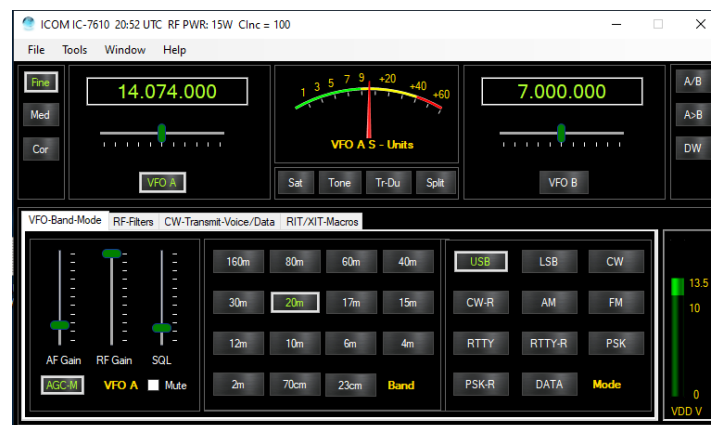 ICOM IC-7610 20:52 UTC RF PWR: 15W CInc = 100
File Tools Window Help
Fine
Med
Cor
14.074.000
VFO A
1 3 5 7 9 +20 +40 +60
VFO A S - Units
Sat Tone Tr-Du Split
7.000.000
VFO B
A/B
A>B
DW
VFO-Band-Mode RF-Filters CW-Transmit-Voice/Data RIT/XIT-Macros
AF Gain RF Gain SQL
AGC-M VFO A Mute
160m 80m 60m 40m
30m 20m 17m 15m
12m 10m 6m 4m
2m 70cm 23cm Band
USB LSB CW
CW-R AM FM
RTTY RTTY-R PSK
PSK-R DATA Mode
13.5
10
0
VDD V